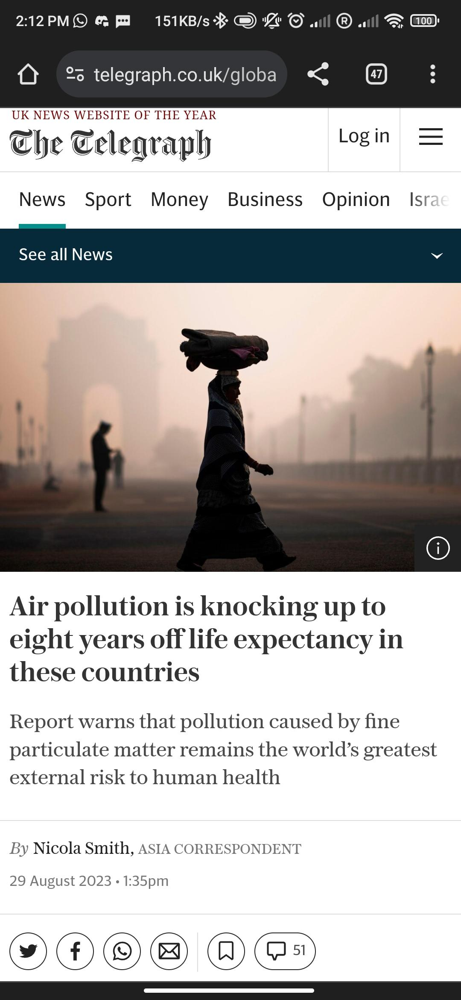 2:12 PM 151KB/s 100
telegraph.co.uk/globa 47
UK NEWS WEBSITE OF THE YEAR
The Telegraph
Log in
News Sport Money Business Opinion Israe
See all News
Air pollution is knocking up to
eight years off life expectancy in
these countries
Report warns that pollution caused by fine
particulate matter remains the world’s greatest
external risk to human health
By Nicola Smith, ASIA CORRESPONDENT
29 August 2023 • 1:35pm
51